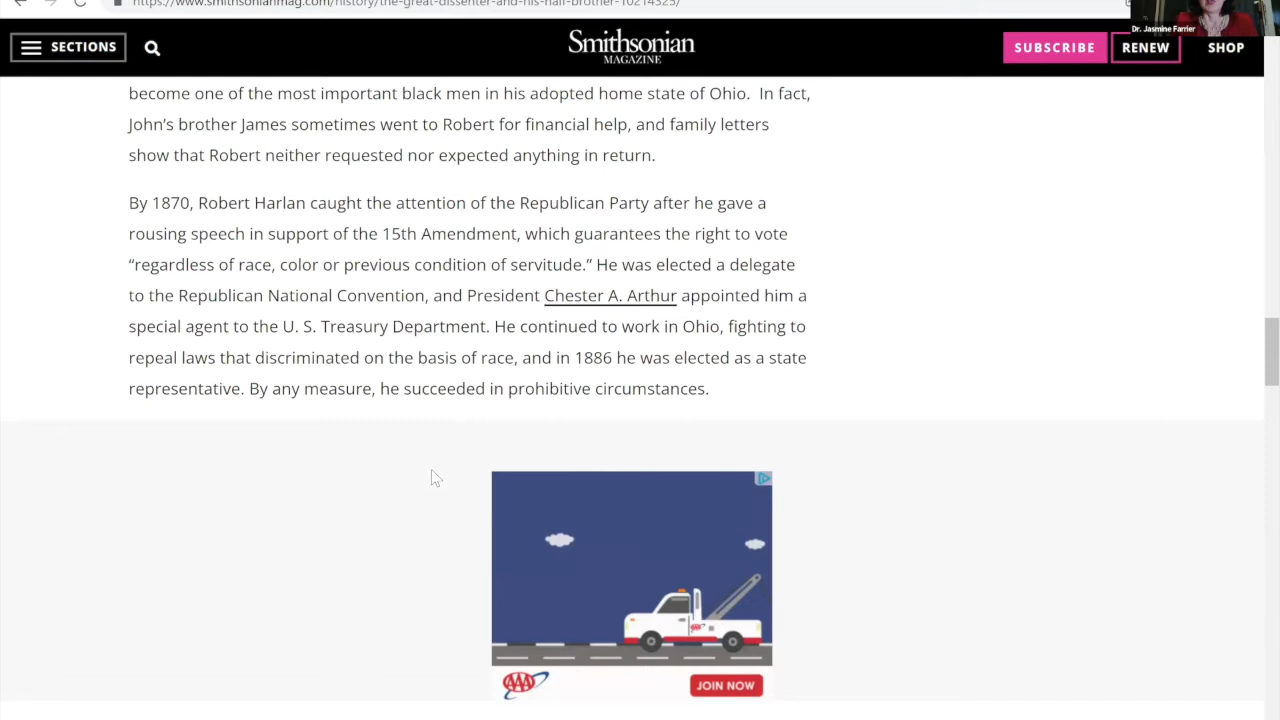 https://www.smithsonianmag.com/history/the-great-dissenter-and-his-half-brother-10214325/
Dr. Jasmine Farrier
SECTIONS
Smithsonian
MAGAZINE
SUBSCRIBE
RENEW
SHOP
become one of the most important black men in his adopted home state of Ohio.  In fact,
John’s brother James sometimes went to Robert for financial help, and family letters
show that Robert neither requested nor expected anything in return.
By 1870, Robert Harlan caught the attention of the Republican Party after he gave a
rousing speech in support of the 15th Amendment, which guarantees the right to vote
“regardless of race, color or previous condition of servitude.” He was elected a delegate
to the Republican National Convention, and President Chester A. Arthur appointed him a
special agent to the U. S. Treasury Department. He continued to work in Ohio, fighting to
repeal laws that discriminated on the basis of race, and in 1886 he was elected as a state
representative. By any measure, he succeeded in prohibitive circumstances.
AAA
AAA
JOIN NOW